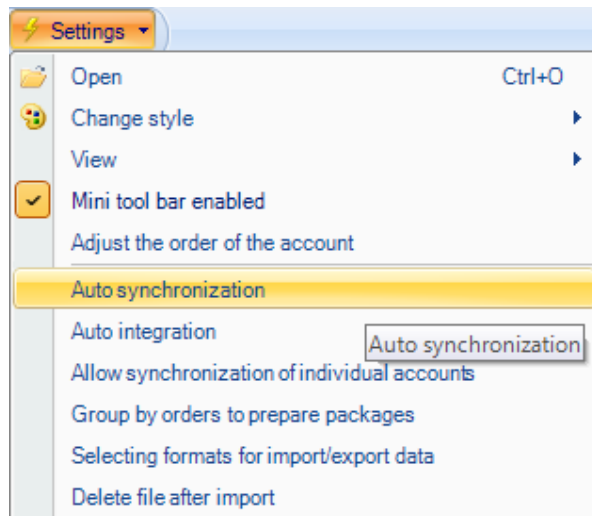 Settings
Open Ctrl+O
Change style
View
Mini tool bar enabled
Adjust the order of the account
Auto synchronization
Auto integration
Auto synchronization
Allow synchronization of individual accounts
Group by orders to prepare packages
Selecting formats for import/export data
Delete file after import